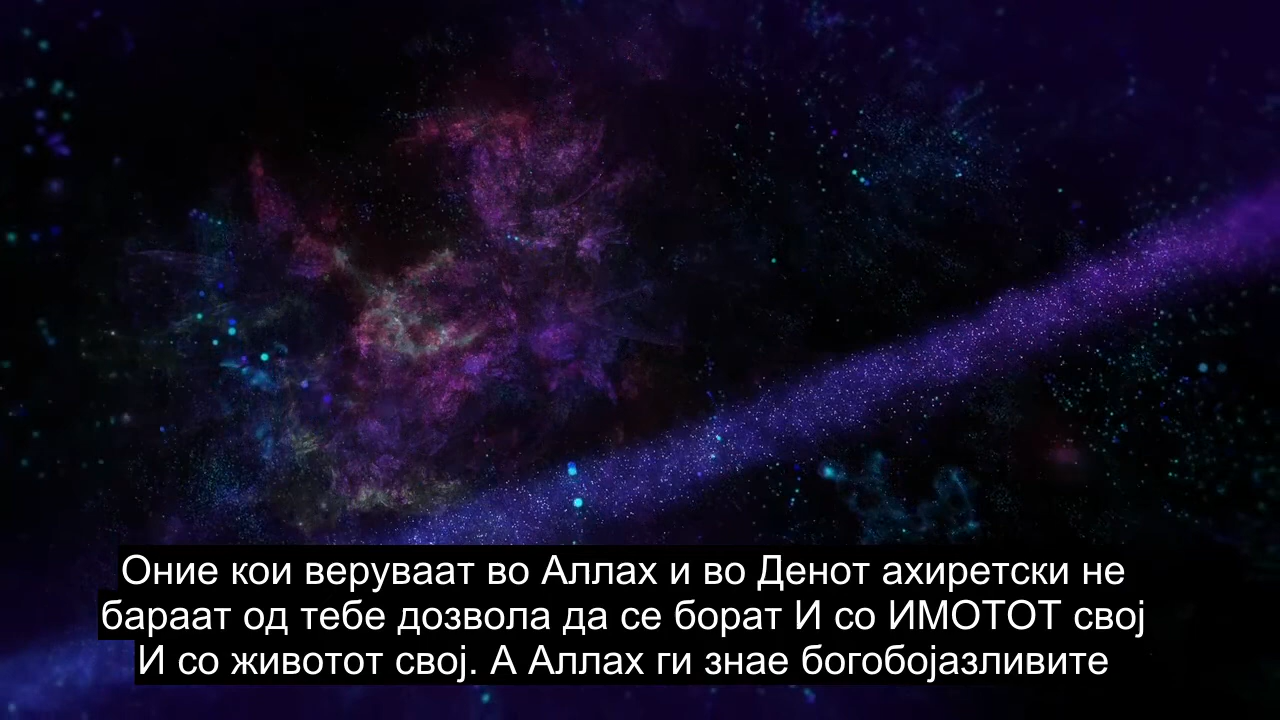 Оние кои веруваат во Аллах и во Денот ахиретски не
бараат од тебе дозвола да се борат И со ИМОТОТ свој
И со животот свој. А Аллах ги знае богобојазливите